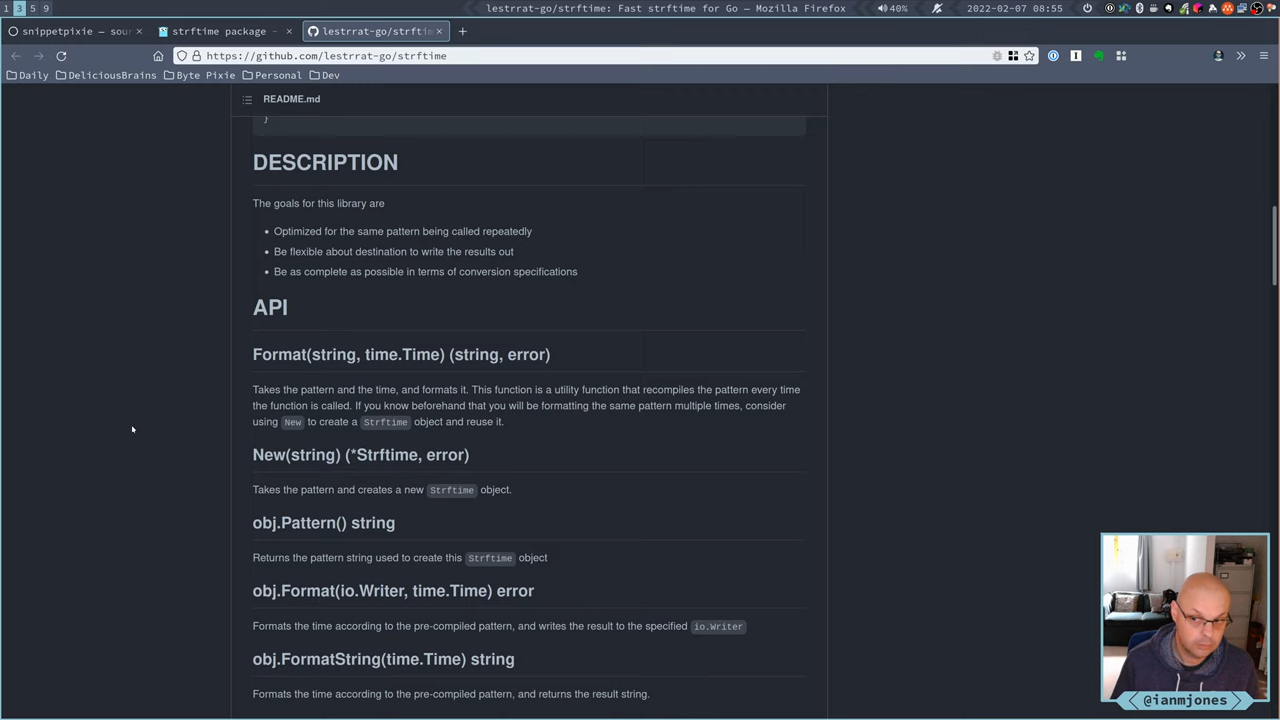 1 3 5 9
lestrrat-go/strftime: Fast strftime for Go — Mozilla Firefox
40%
2022-02-07 08:55
snippetpixie — sour
strftime package -
lestrrat-go/strftim
https://github.com/lestrrat-go/strftime
Daily
DeliciousBrains
Byte Pixie
Personal
Dev
README.md
}
DESCRIPTION
The goals for this library are
• Optimized for the same pattern being called repeatedly
• Be flexible about destination to write the results out
• Be as complete as possible in terms of conversion specifications
API
Format(string, time.Time) (string, error)
Takes the pattern and the time, and formats it. This function is a utility function that recompiles the pattern every time
the function is called. If you know beforehand that you will be formatting the same pattern multiple times, consider
using New to create a Strftime object and reuse it.
New(string) (*Strftime, error)
Takes the pattern and creates a new Strftime object.
obj.Pattern() string
Returns the pattern string used to create this Strftime object
obj.Format(io.Writer, time.Time) error
Formats the time according to the pre-compiled pattern, and writes the result to the specified io.Writer
obj.FormatString(time.Time) string
Formats the time according to the pre-compiled pattern, and returns the result string.
@ianmjones